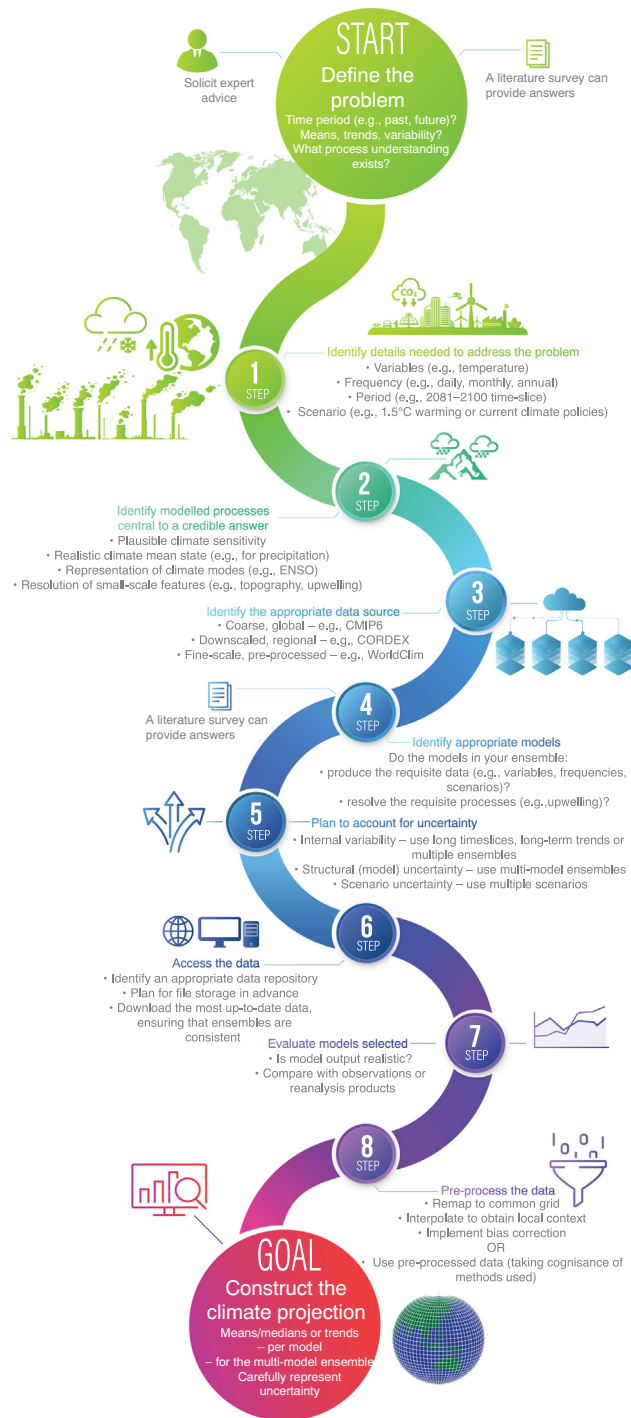 START
Define the
problem
Time period (e.g., past, future)?
Means, trends, variability?
What process understanding
exists?
Solicit expert
advice
A literature survey can
provide answers
CO₂
1
STEP
Identify details needed to address the problem
• Variables (e.g., temperature)
• Frequency (e.g., daily, monthly, annual)
• Period (e.g., 2081–2100 time-slice)
• Scenario (e.g., 1.5°C warming or current climate policies)
2
STEP
Identify modelled processes
central to a credible answer
• Plausible climate sensitivity
• Realistic climate mean state (e.g., for precipitation)
• Representation of climate modes (e.g., ENSO)
• Resolution of small-scale features (e.g., topography, upwelling)
3
STEP
Identify the appropriate data source
• Coarse, global – e.g., CMIP6
• Downscaled, regional – e.g., CORDEX
• Fine-scale, pre-processed – e.g., WorldClim
4
STEP
A literature survey can
provide answers
Identify appropriate models
Do the models in your ensemble:
• produce the requisite data (e.g., variables, frequencies,
scenarios)?
• resolve the requisite processes (e.g.,upwelling)?
5
STEP
Plan to account for uncertainty
• Internal variability – use long timeslices, long-term trends or
multiple ensembles
• Structural (model) uncertainty – use multi-model ensembles
• Scenario uncertainty – use multiple scenarios
6
STEP
Access the data
• Identify an appropriate data repository
• Plan for file storage in advance
• Download the most up-to-date data,
ensuring that ensembles are
consistent
7
STEP
Evaluate models selected
• Is model output realistic?
• Compare with observations or
reanalysis products
8
STEP
Pre-process the data
• Remap to common grid
• Interpolate to obtain local context
• Implement bias correction
OR
• Use pre-processed data (taking cognisance of
methods used)
GOAL
Construct the
climate projection
Means/medians or trends
– per model
– for the multi-model ensemble
Carefully represent
uncertainty